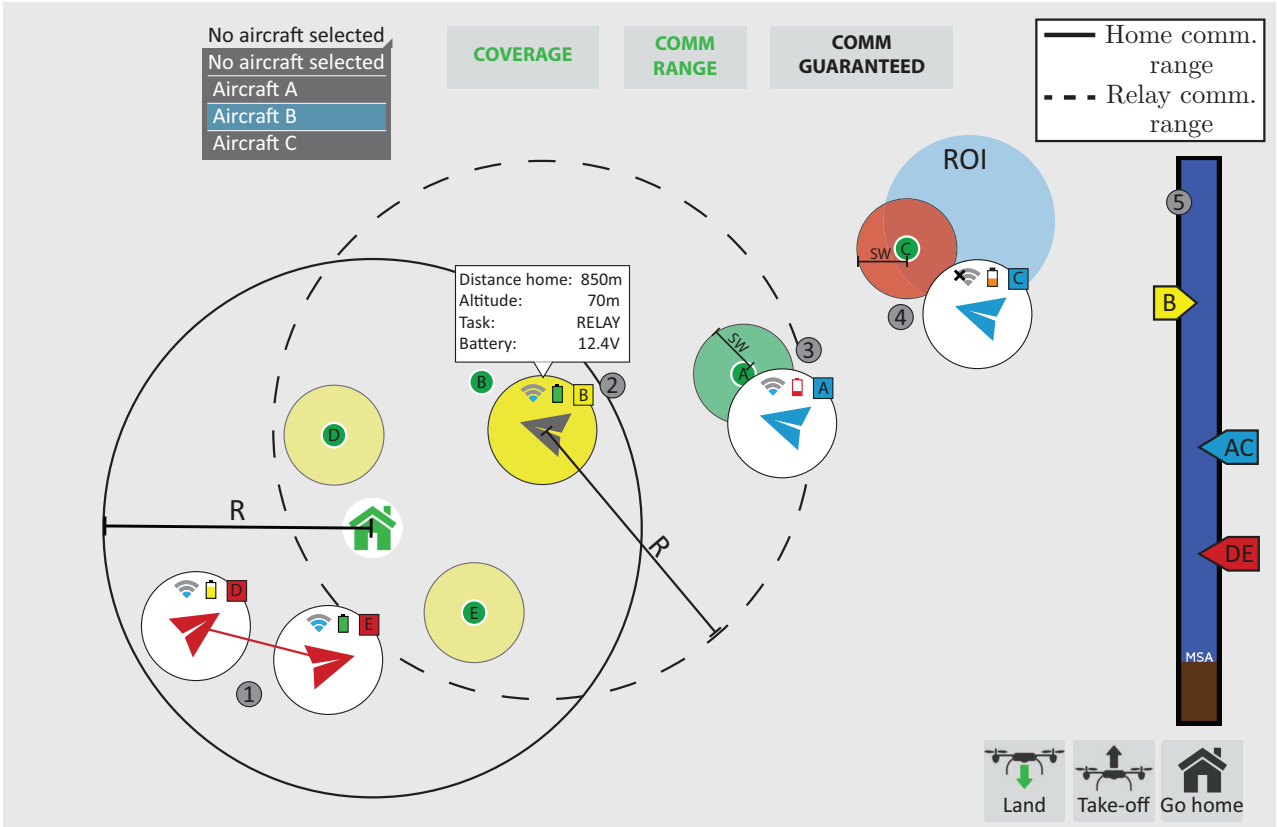 No aircraft selected
No aircraft selected
Aircraft A
Aircraft B
Aircraft C
COVERAGE
COMM
RANGE
COMM
GUARANTEED
Home comm.
range
Relay comm.
range
ROI
5
C
SW
C
4
B
Distance home: 850m
Altitude: 70m
Task: RELAY
Battery: 12.4V
SW
3
A
A
B
2
B
D
AC
R
R
DE
D
E
E
1
MSA
Land
Take-off
Go home